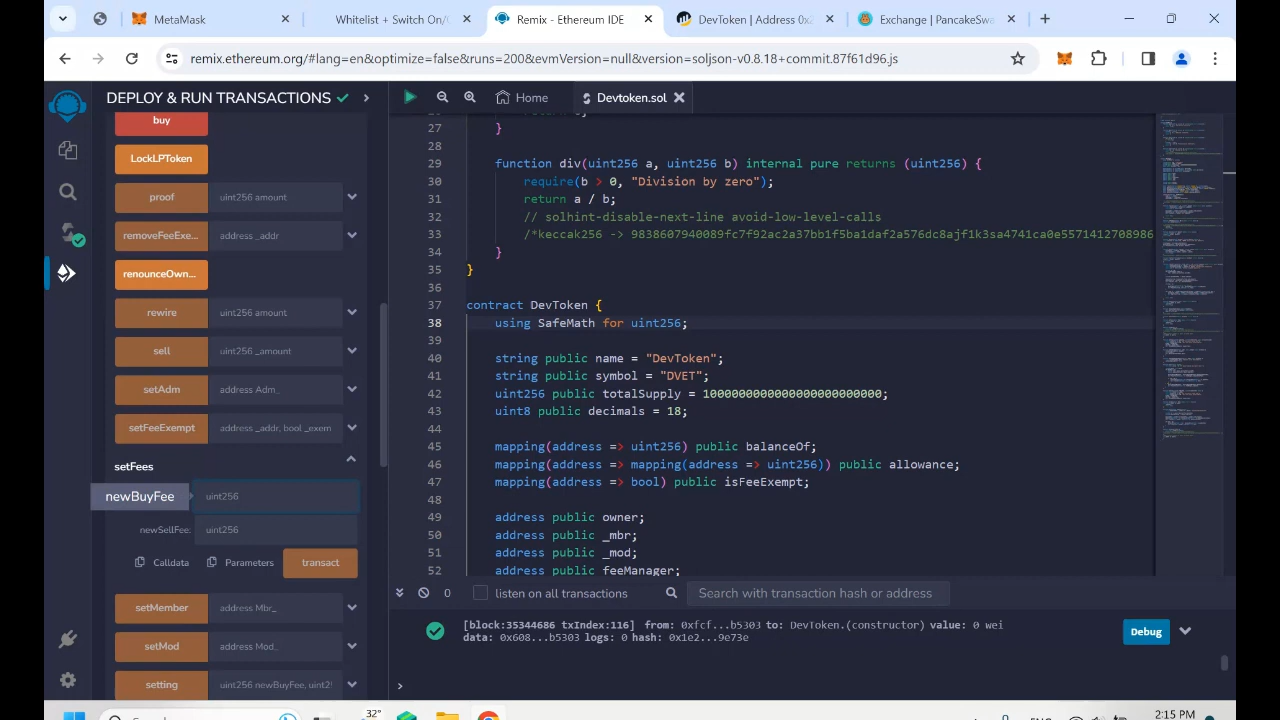 MetaMask
Whitelist + Switch On/
Remix - Ethereum IDE
DevToken | Address 0x2
Exchange | PancakeSwa
remix.ethereum.org/#lang=en&optimize=false&runs=200&evmVersion=null&version=soljson-v0.8.18+commit.87f61d96.js
DEPLOY & RUN TRANSACTIONS
Home
Devtoken.sol
buy
LockLPToken
proof uint256 amount
removeFeeExe... address _addr
renounceOwn...
rewire uint256 amount
sell uint256 _amount
setAdm address Adm_
setFeeExempt address _addr, bool _exem
setFees
newBuyFee uint256
newSellFee: uint256
Calldata Parameters transact
setMember address Mbr_
setMod address Mod_
setting uint256 newBuyFee, uint25
27 }
28
29 function div(uint256 a, uint256 b) internal pure returns (uint256) {
30 require(b > 0, "Division by zero");
31 return a / b;
32 // solhint-disable-next-line avoid-low-level-calls
33
34 }
35
36
37 contract DevToken {
38 using SafeMath for uint256;
39
40 string public name = "DevToken";
41 string public symbol = "DVET";
42 uint256 public totalSupply =
43 uint8 public decimals = 18;
44
45 mapping(address => uint256) public balanceOf;
46 mapping(address => mapping(address => uint256)) public allowance;
47 mapping(address => bool) public isFeeExempt;
48
49 address public owner;
50 address public _mbr;
51 address public _mod;
52 address public feeManager;
0
listen on all transactions
Search with transaction hash or address
[block:35344686 txIndex:116] from: 0xfcf...b5303 to: DevToken.(constructor) value: 0 wei
data: 0x608...b5303 logs: 0 hash: 0x1e2...9e73e
Debug
>
32°
ENG
2:15 PM